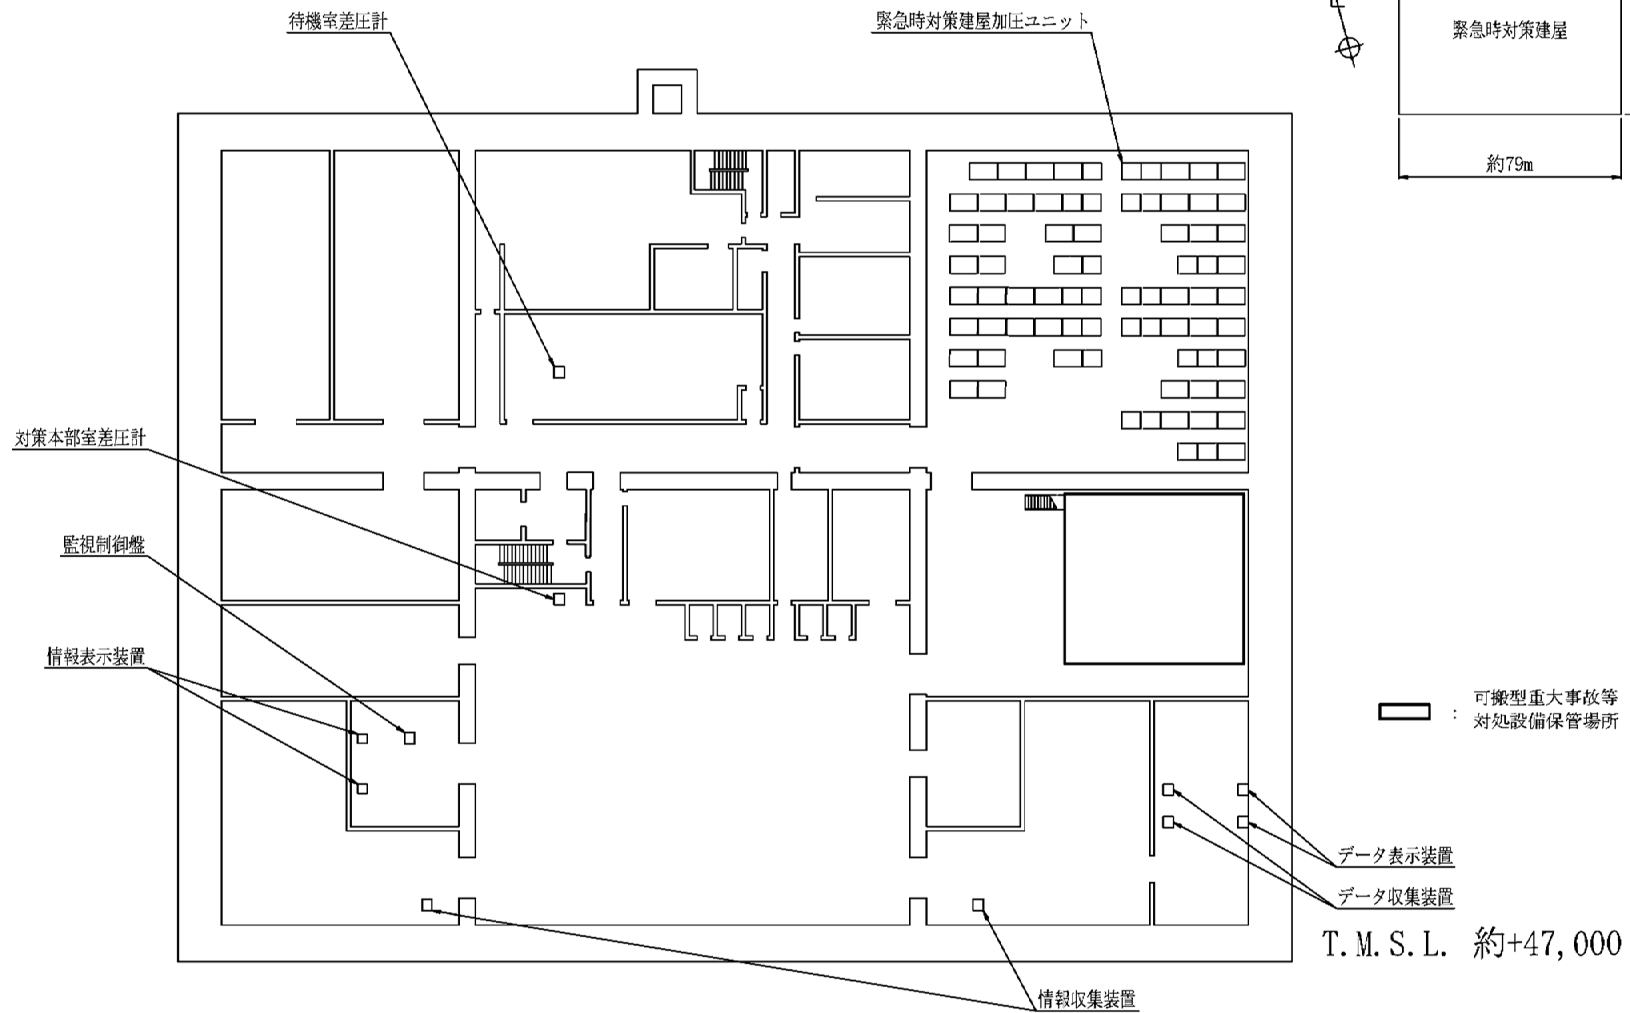 待機室差圧計
緊急時対策建屋加圧ユニット
緊急時対策建屋
約79m
対策本部室差圧計
監視制御盤
情報表示装置
可搬型重大事故等
: 対処設備保管場所
データ表示装置
データ収集装置
T.M.S.L. 約+47,000
情報収集装置